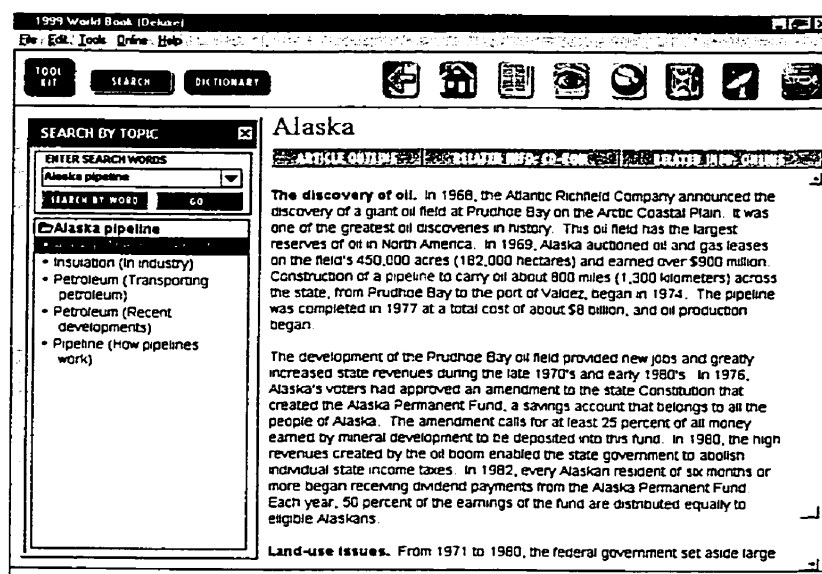 1999 World Book (Deluxe)
File Edit Tools Online Help
TOOL KIT
SEARCH
DICTIONARY
SEARCH BY TOPIC
ENTER SEARCH WORDS
Alaska pipeline
SEARCH BY WORD
GO
Alaska pipeline
• Insulation (In industry)
• Petroleum (Transporting
petroleum)
• Petroleum (Recent
developments)
• Pipeline (How pipelines
work)
Alaska
ARTICLE OUTLINE
RELATED INFO: CD-ROM
RELATED INFO: ONLINE
The discovery of oil. In 1968, the Atlantic Richfield Company announced the
discovery of a giant oil field at Prudhoe Bay on the Arctic Coastal Plain. It was
one of the greatest oil discoveries in history. This oil field has the largest
reserves of oil in North America. In 1969, Alaska auctioned oil and gas leases
on the field's 450,000 acres (182,000 hectares) and earned over $900 million.
Construction of a pipeline to carry oil about 800 miles (1,300 kilometers) across
the state, from Prudhoe Bay to the port of Valdez, began in 1974. The pipeline
was completed in 1977 at a total cost of about $8 billion, and oil production
began.
The development of the Prudhoe Bay oil field provided new jobs and greatly
increased state revenues during the late 1970's and early 1980's. In 1976,
Alaska's voters had approved an amendment to the state Constitution that
created the Alaska Permanent Fund, a savings account that belongs to all the
people of Alaska. The amendment calls for at least 25 percent of all money
earned by mineral development to be deposited into this fund. In 1980, the high
revenues created by the oil boom enabled the state government to abolish
individual state income taxes. In 1982, every Alaskan resident of six months or
more began receiving dividend payments from the Alaska Permanent Fund.
Each year, 50 percent of the earnings of the fund are distributed equally to
eligible Alaskans.
Land-use issues. From 1971 to 1980, the federal government set aside large